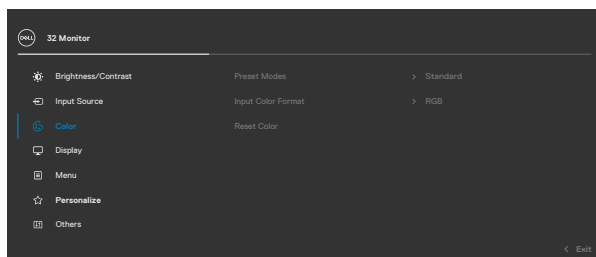 DELL 32 Monitor
Brightness/Contrast Preset Modes > Standard
Input Source Input Color Format > RGB
Color Reset Color
Display
Menu
Personalize
Others
< Exit